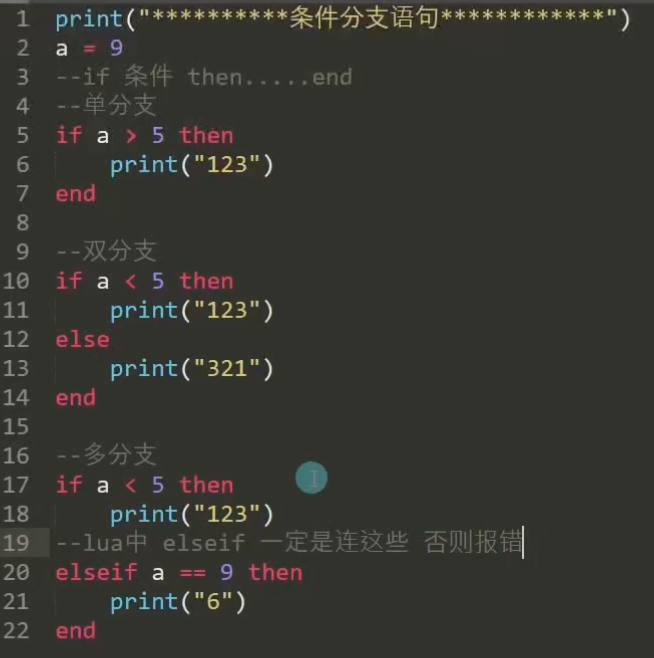 1 print("**********条件分支语句************")
2 a = 9
3 --if 条件 then.....end
4 --单分支
5 if a > 5 then
6 print("123")
7 end
8
9 --双分支
10 if a < 5 then
11 print("123")
12 else
13 print("321")
14 end
15
16 --多分支
17 if a < 5 then
18 print("123")
19 --lua中 elseif 一定是连这些 否则报错
20 elseif a == 9 then
21 print("6")
22 end